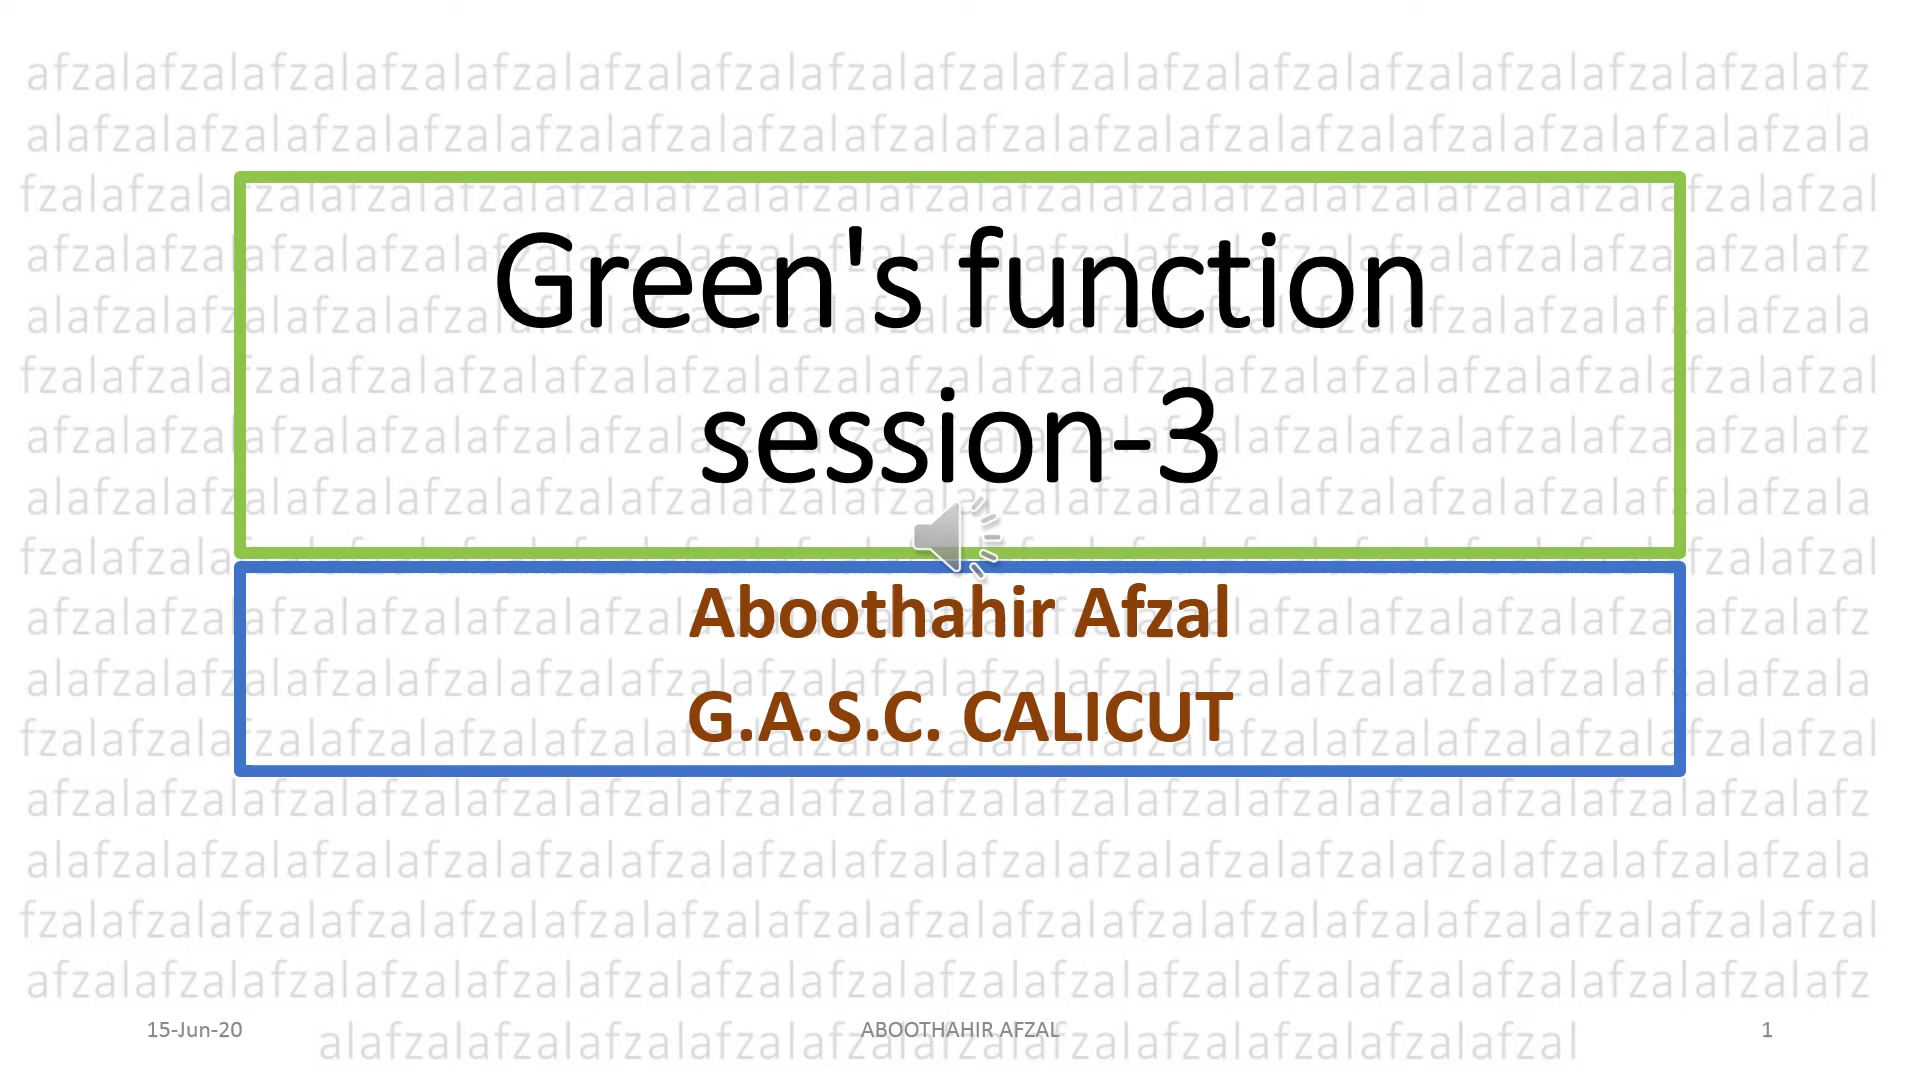 Green's function
session-3
Aboothahir Afzal
G.A.S.C. CALICUT
15-Jun-20
ABOOTHAHIR AFZAL
1